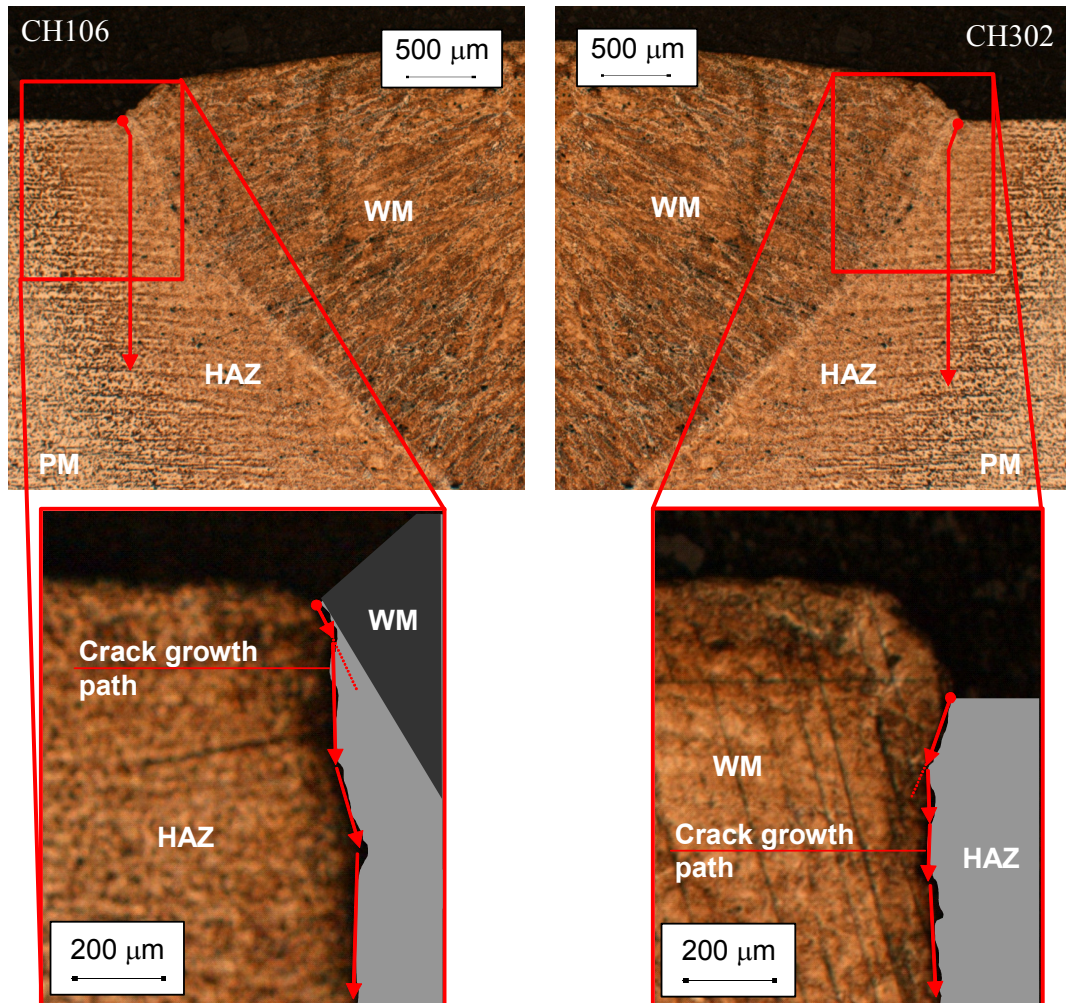 CH106
500 μm
WM
HAZ
PM
500 μm
CH302
WM
HAZ
PM
WM
Crack growth
path
HAZ
200 μm
WM
Crack growth
path
HAZ
200 μm